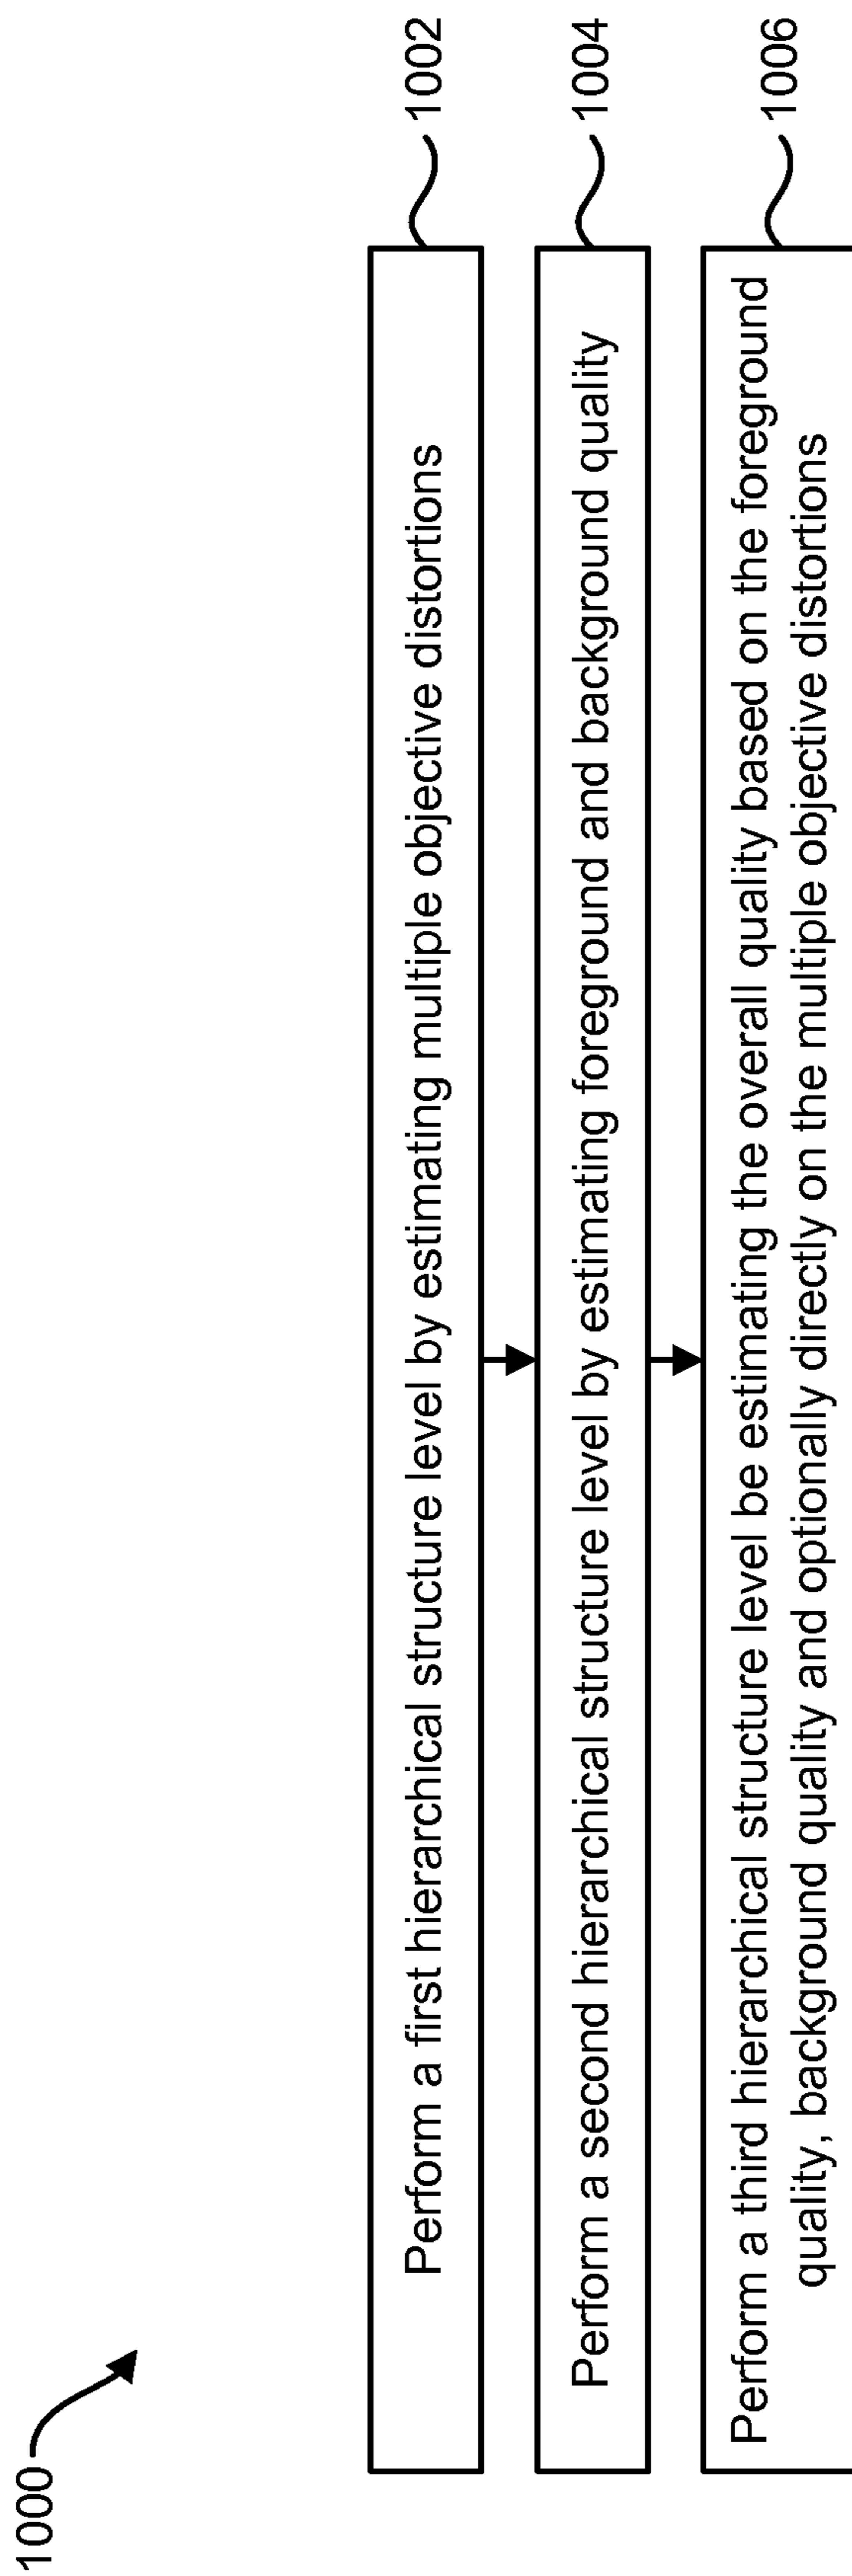 1000
Perform a first hierarchical structure level by estimating multiple objective distortions
1002
Perform a second hierarchical structure level by estimating foreground and background quality
1004
Perform a third hierarchical structure level be estimating the overall quality based on the foreground
quality, background quality and optionally directly on the multiple objective distortions
1006